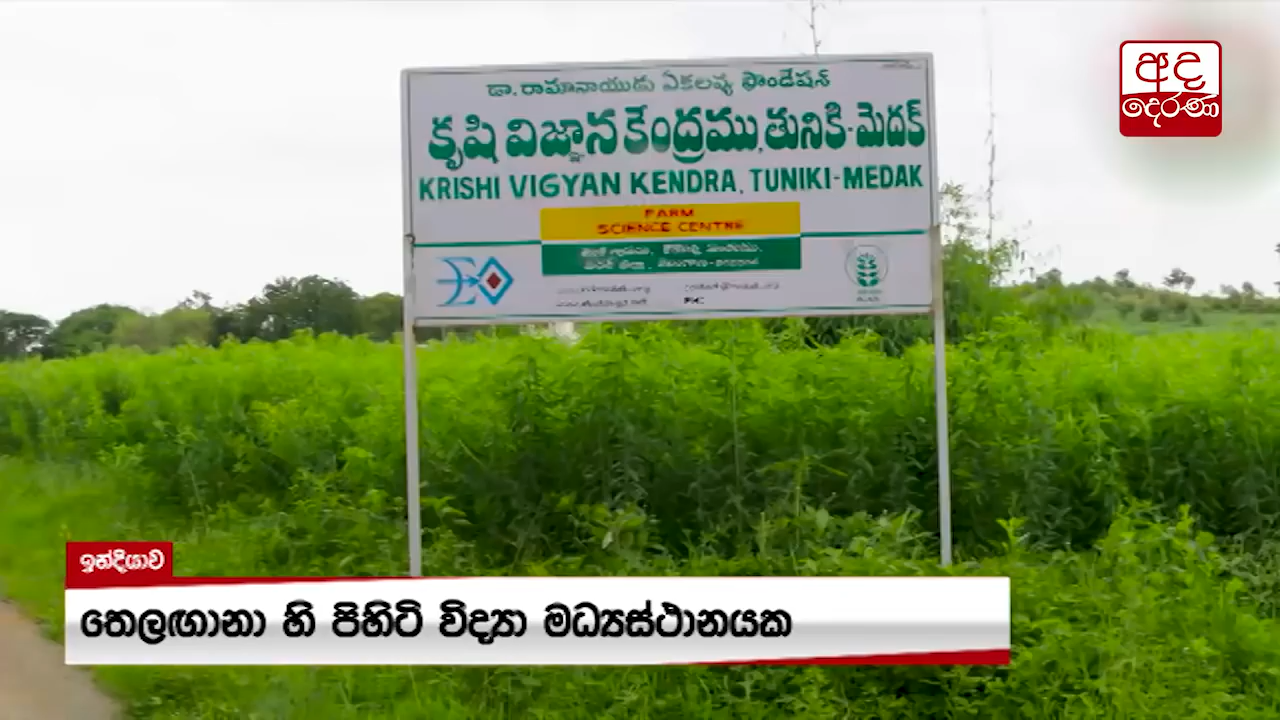 අද
දෙරණ
డా. రామానాయుడు ఏకలవ్య ఫౌండేషన్
కృషి విజ్ఞాన కేంద్రము, తునికి-మెదక్
KRISHI VIGYAN KENDRA, TUNIKI-MEDAK
FARM
SCIENCE CENTRE
ඉන්දියාව
තෙලඟානා හි පිහිටි විද්‍යා මධ්‍යස්ථානයක